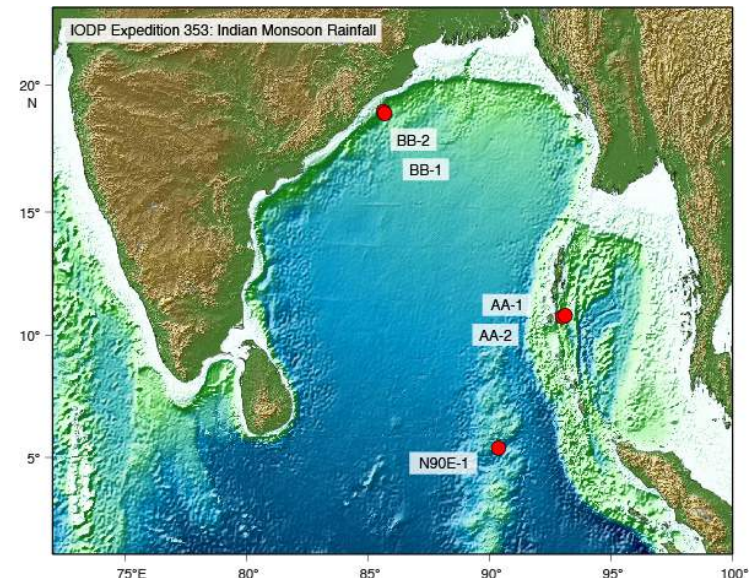 IODP Expedition 353: Indian Monsoon Rainfall
20°
N
BB-2
BB-1
15°
AA-1
10°
AA-2
5°
N90E-1
75°E
80°
85°
90°
95°
100°